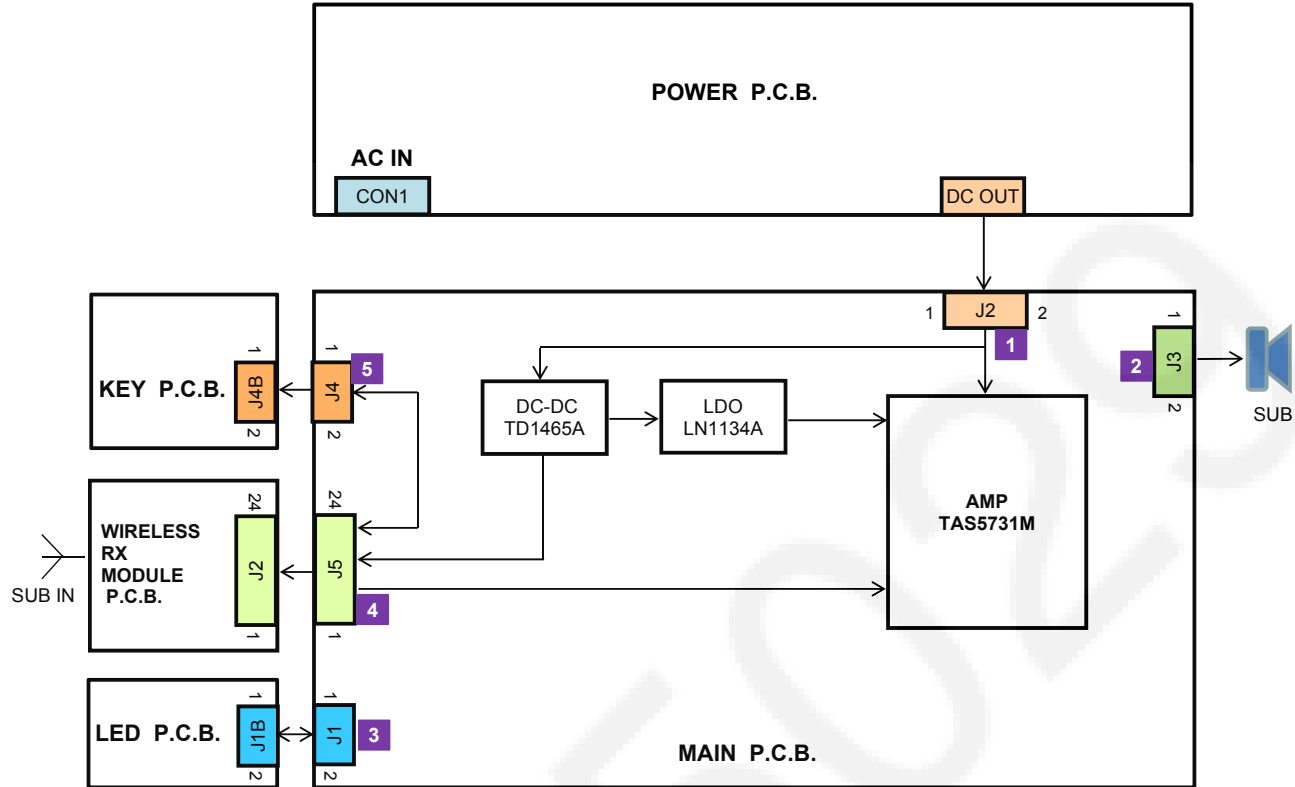 POWER P.C.B.
AC IN
CON1
DC OUT
1
J2
2
1
KEY P.C.B.
1
J4B
2
1
J4
2
5
DC-DC
TD1465A
LDO
LN1134A
AMP
TAS5731M
2
1
J3
2
SUB
SUB IN
WIRELESS
RX
MODULE
P.C.B.
24
J2
1
24
J5
1
4
LED P.C.B.
1
J1B
2
1
J1
2
3
MAIN P.C.B.